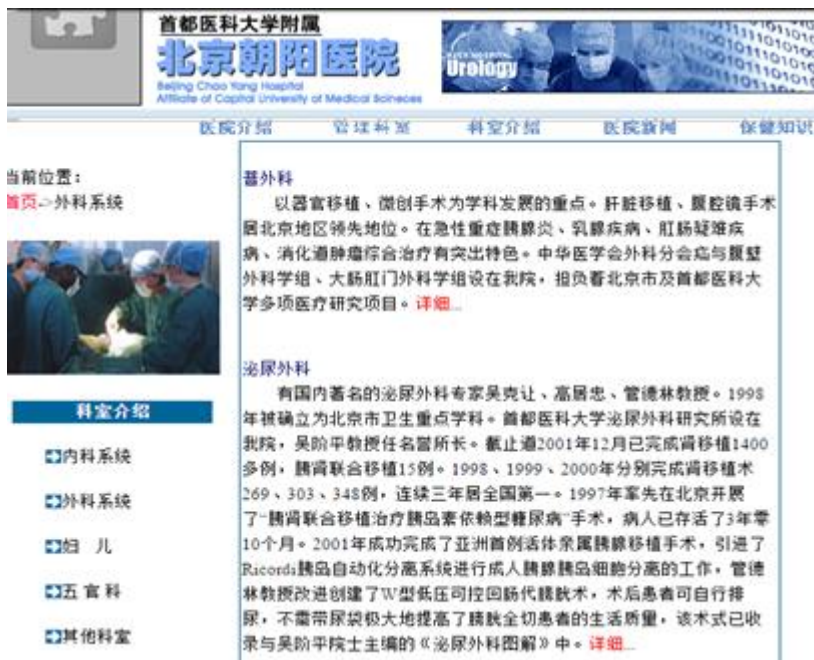 首都医科大学附属
北京朝阳医院
Beijing Chao Yang Hospital
Affiliate of Capital University of Medical Scineces
Urology
医院介绍 管理科室 科室介绍 医院新闻 保健知识
当前位置：
首页->外科系统
科室介绍
内科系统
外科系统
妇 儿
五官科
其他科室
普外科
以器官移植、微创手术为学科发展的重点。肝脏移植、腹腔镜手术
居北京地区领先地位。在急性重症胰腺炎、乳腺疾病、肛肠疑难疾
病、消化道肿瘤综合治疗有突出特色。中华医学会外科分会疝与腹壁
外科学组、大肠肛门外科学组设在我院，担负着北京市及首都医科大
学多项医疗研究项目。详细...
泌尿外科
有国内著名的泌尿外科专家吴克让、高居忠、管德林教授。1998
年被确立为北京市卫生重点学科。首都医科大学泌尿外科研究所设在
我院，吴阶平教授任名誉所长。截止道2001年12月已完成肾移植1400
多例，胰肾联合移植15例。1998、1999、2000年分别完成肾移植术
269、303、348例，连续三年居全国第一。1997年率先在北京开展
了"胰肾联合移植治疗胰岛素依赖型糖尿病"手术，病人已存活了3年零
10个月。2001年成功完成了亚洲首例活体亲属胰腺移植手术，引进了
Ricordi胰岛自动化分离系统进行成人胰腺胰岛细胞分离的工作，管德
林教授改进创建了W型低压可控回肠代膀胱术，术后患者可自行排
尿，不需带尿袋极大地提高了膀胱全切患者的生活质量，该术式已收
录与吴阶平院士主编的《泌尿外科图解》中。详细...